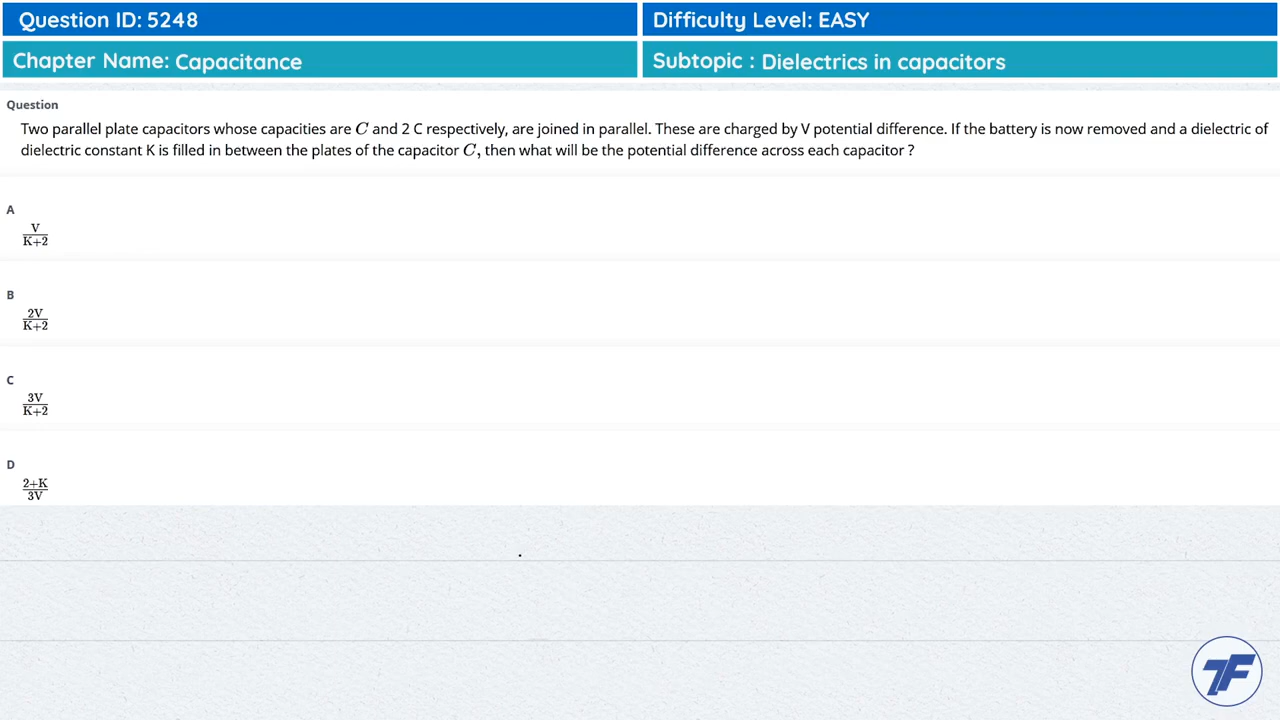 Question ID: 5248
Difficulty Level: EASY
Chapter Name: Capacitance
Subtopic : Dielectrics in capacitors
Question
Two parallel plate capacitors whose capacities are C and 2 C respectively, are joined in parallel. These are charged by V potential difference. If the battery is now removed and a dielectric of
dielectric constant K is filled in between the plates of the capacitor C, then what will be the potential difference across each capacitor ?
A
V
K+2
B
2V
K+2
C
3V
K+2
D
2+K
3V